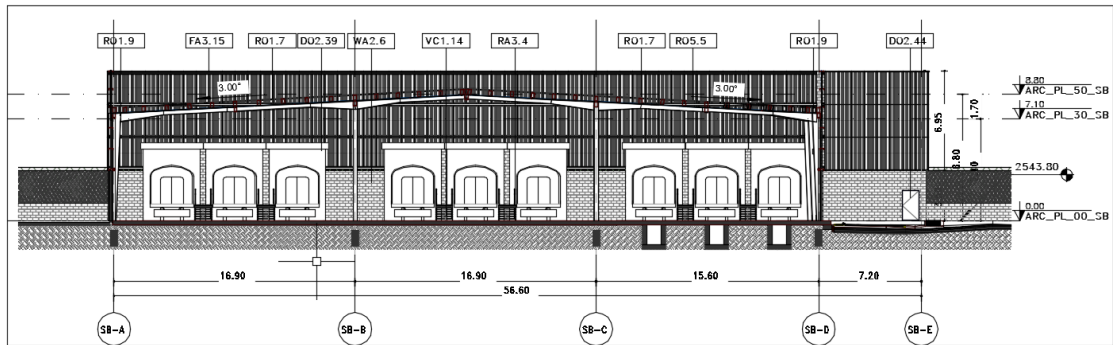 RO1.9 FA3.15 RO1.7 DO2.39 WA2.6 VC1.14 RA3.4 RO1.7 RO5.5 RO1.9 DO2.44
3.00° 3.00°
8.80
ARC_PL_50_SB
7.10
ARC_PL_30_SB
1.70
6.95
8.80
2543.80
0.00
ARC_PL_00_SB
16.90 16.90 15.60 7.20
56.60
SB-A SB-B SB-C SB-D SB-E